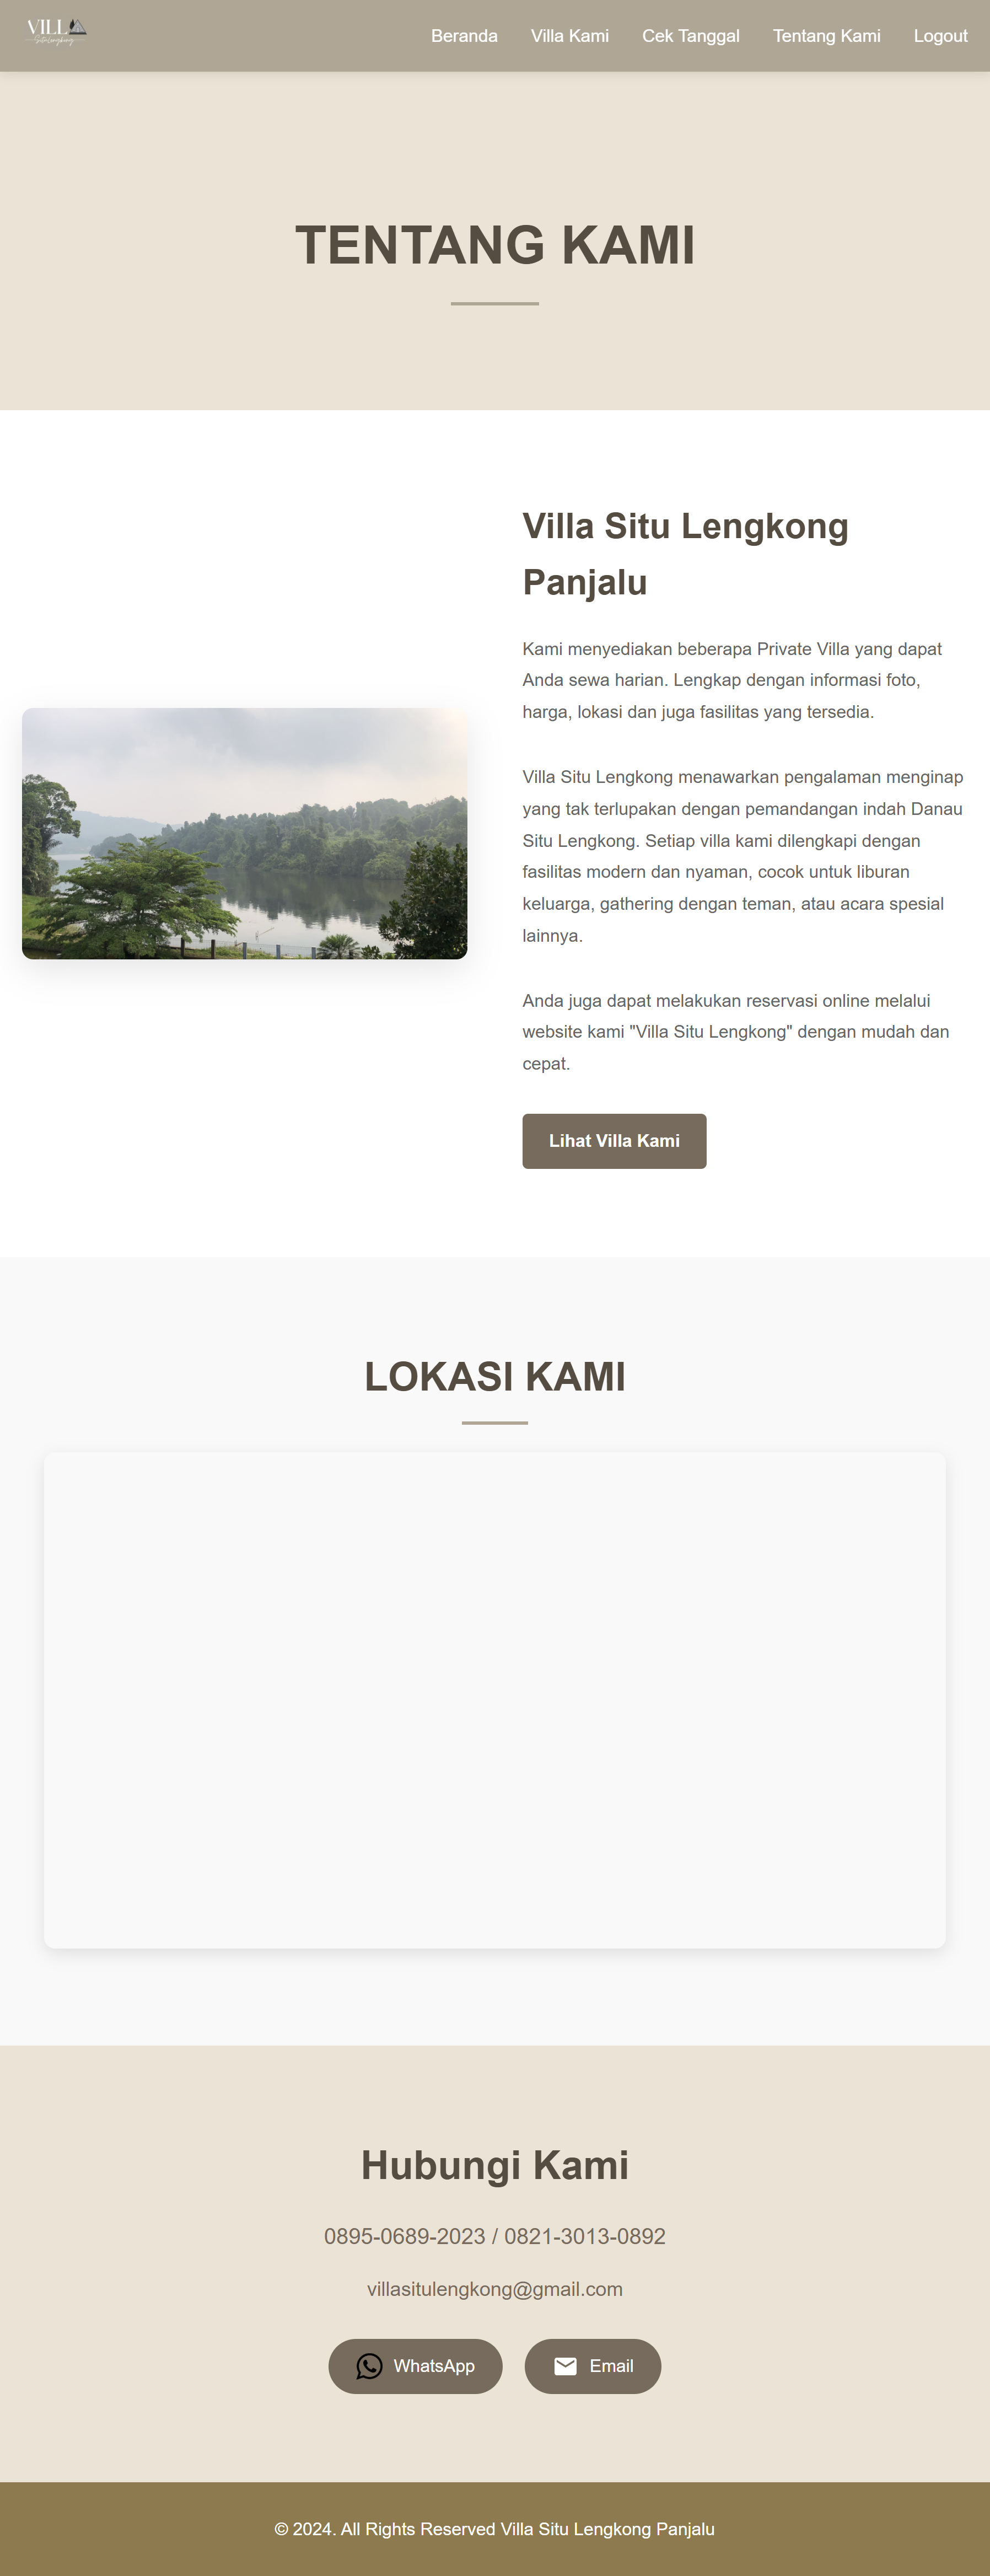 VILLA
Situ Lengkong
Beranda
Villa Kami
Cek Tanggal
Tentang Kami
Logout
TENTANG KAMI
Villa Situ Lengkong
Panjalu
Kami menyediakan beberapa Private Villa yang dapat
Anda sewa harian. Lengkap dengan informasi foto,
harga, lokasi dan juga fasilitas yang tersedia.
Villa Situ Lengkong menawarkan pengalaman menginap
yang tak terlupakan dengan pemandangan indah Danau
Situ Lengkong. Setiap villa kami dilengkapi dengan
fasilitas modern dan nyaman, cocok untuk liburan
keluarga, gathering dengan teman, atau acara spesial
lainnya.
Anda juga dapat melakukan reservasi online melalui
website kami "Villa Situ Lengkong" dengan mudah dan
cepat.
Lihat Villa Kami
LOKASI KAMI
Hubungi Kami
0895-0689-2023 / 0821-3013-0892
villasitulengkong@gmail.com
WhatsApp
Email
© 2024. All Rights Reserved Villa Situ Lengkong Panjalu